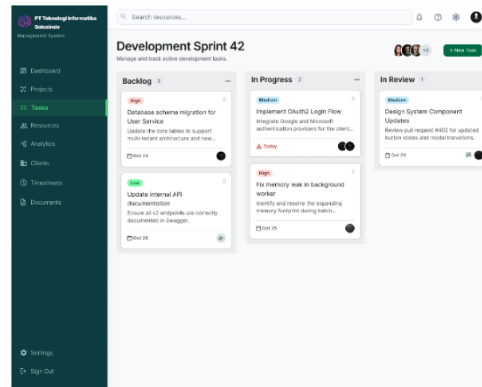 PT Teknologi Informatika
Solusindo
Management System
Dashboard
Projects
Tasks
Resources
Analytics
Clients
Timesheets
Documents
Settings
Sign Out
Search resources...
Development Sprint 42
Manage and track active development tasks.
+ New Task
Backlog
High
Database schema migration for
User Service
Update the core tables to support
multi-tenant architecture and new...
Oct 24
Low
Update internal API
documentation
Ensure all v2 endpoints are correctly
documented in Swagger.
Oct 28
In Progress 2
Medium
Implement OAuth2 Login Flow
Integrate Google and Microsoft
authentication providers for the client...
Today
High
Fix memory leak in background
worker
Identify and resolve the expanding
memory footprint during batch...
Oct 25
In Review 1
Medium
Design System Component
Updates
Review pull request #402 for updated
button states and modal transitions.